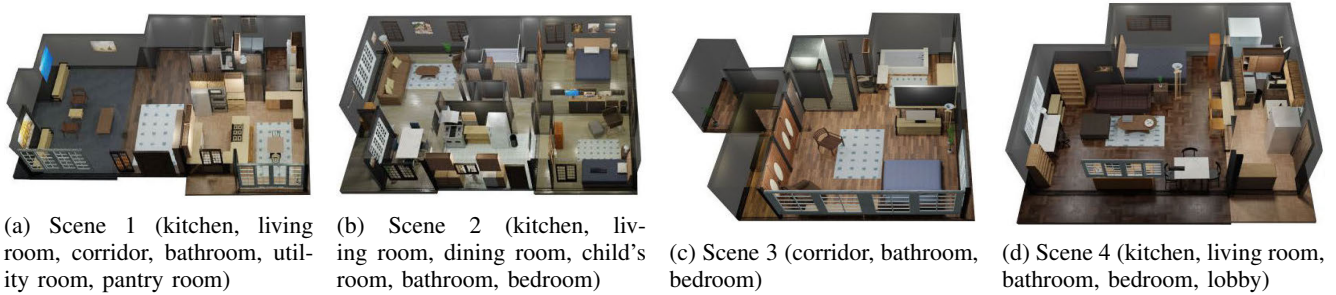 (a) Scene 1 (kitchen, living
room, corridor, bathroom, util-
ity room, pantry room)
(b) Scene 2 (kitchen, liv-
ing room, dining room, child's
room, bathroom, bedroom)
(c) Scene 3 (corridor, bathroom,
bedroom)
(d) Scene 4 (kitchen, living room,
bathroom, bedroom, lobby)